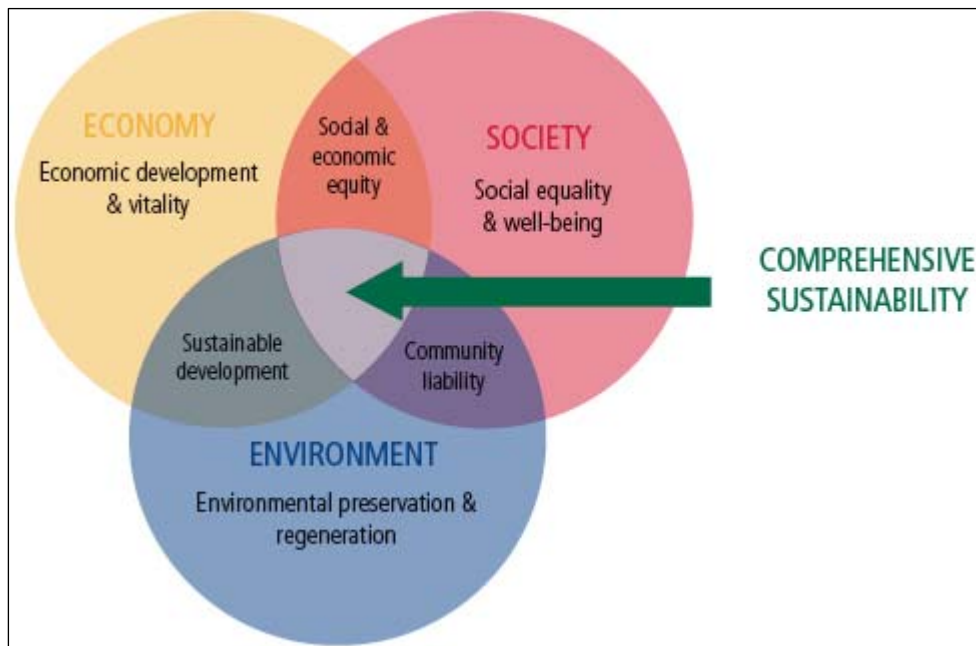 ECONOMY
Economic development
& vitality
Social &
economic
equity
SOCIETY
Social equality
& well-being
COMPREHENSIVE
SUSTAINABILITY
Sustainable
development
Community
liability
ENVIRONMENT
Environmental preservation &
regeneration